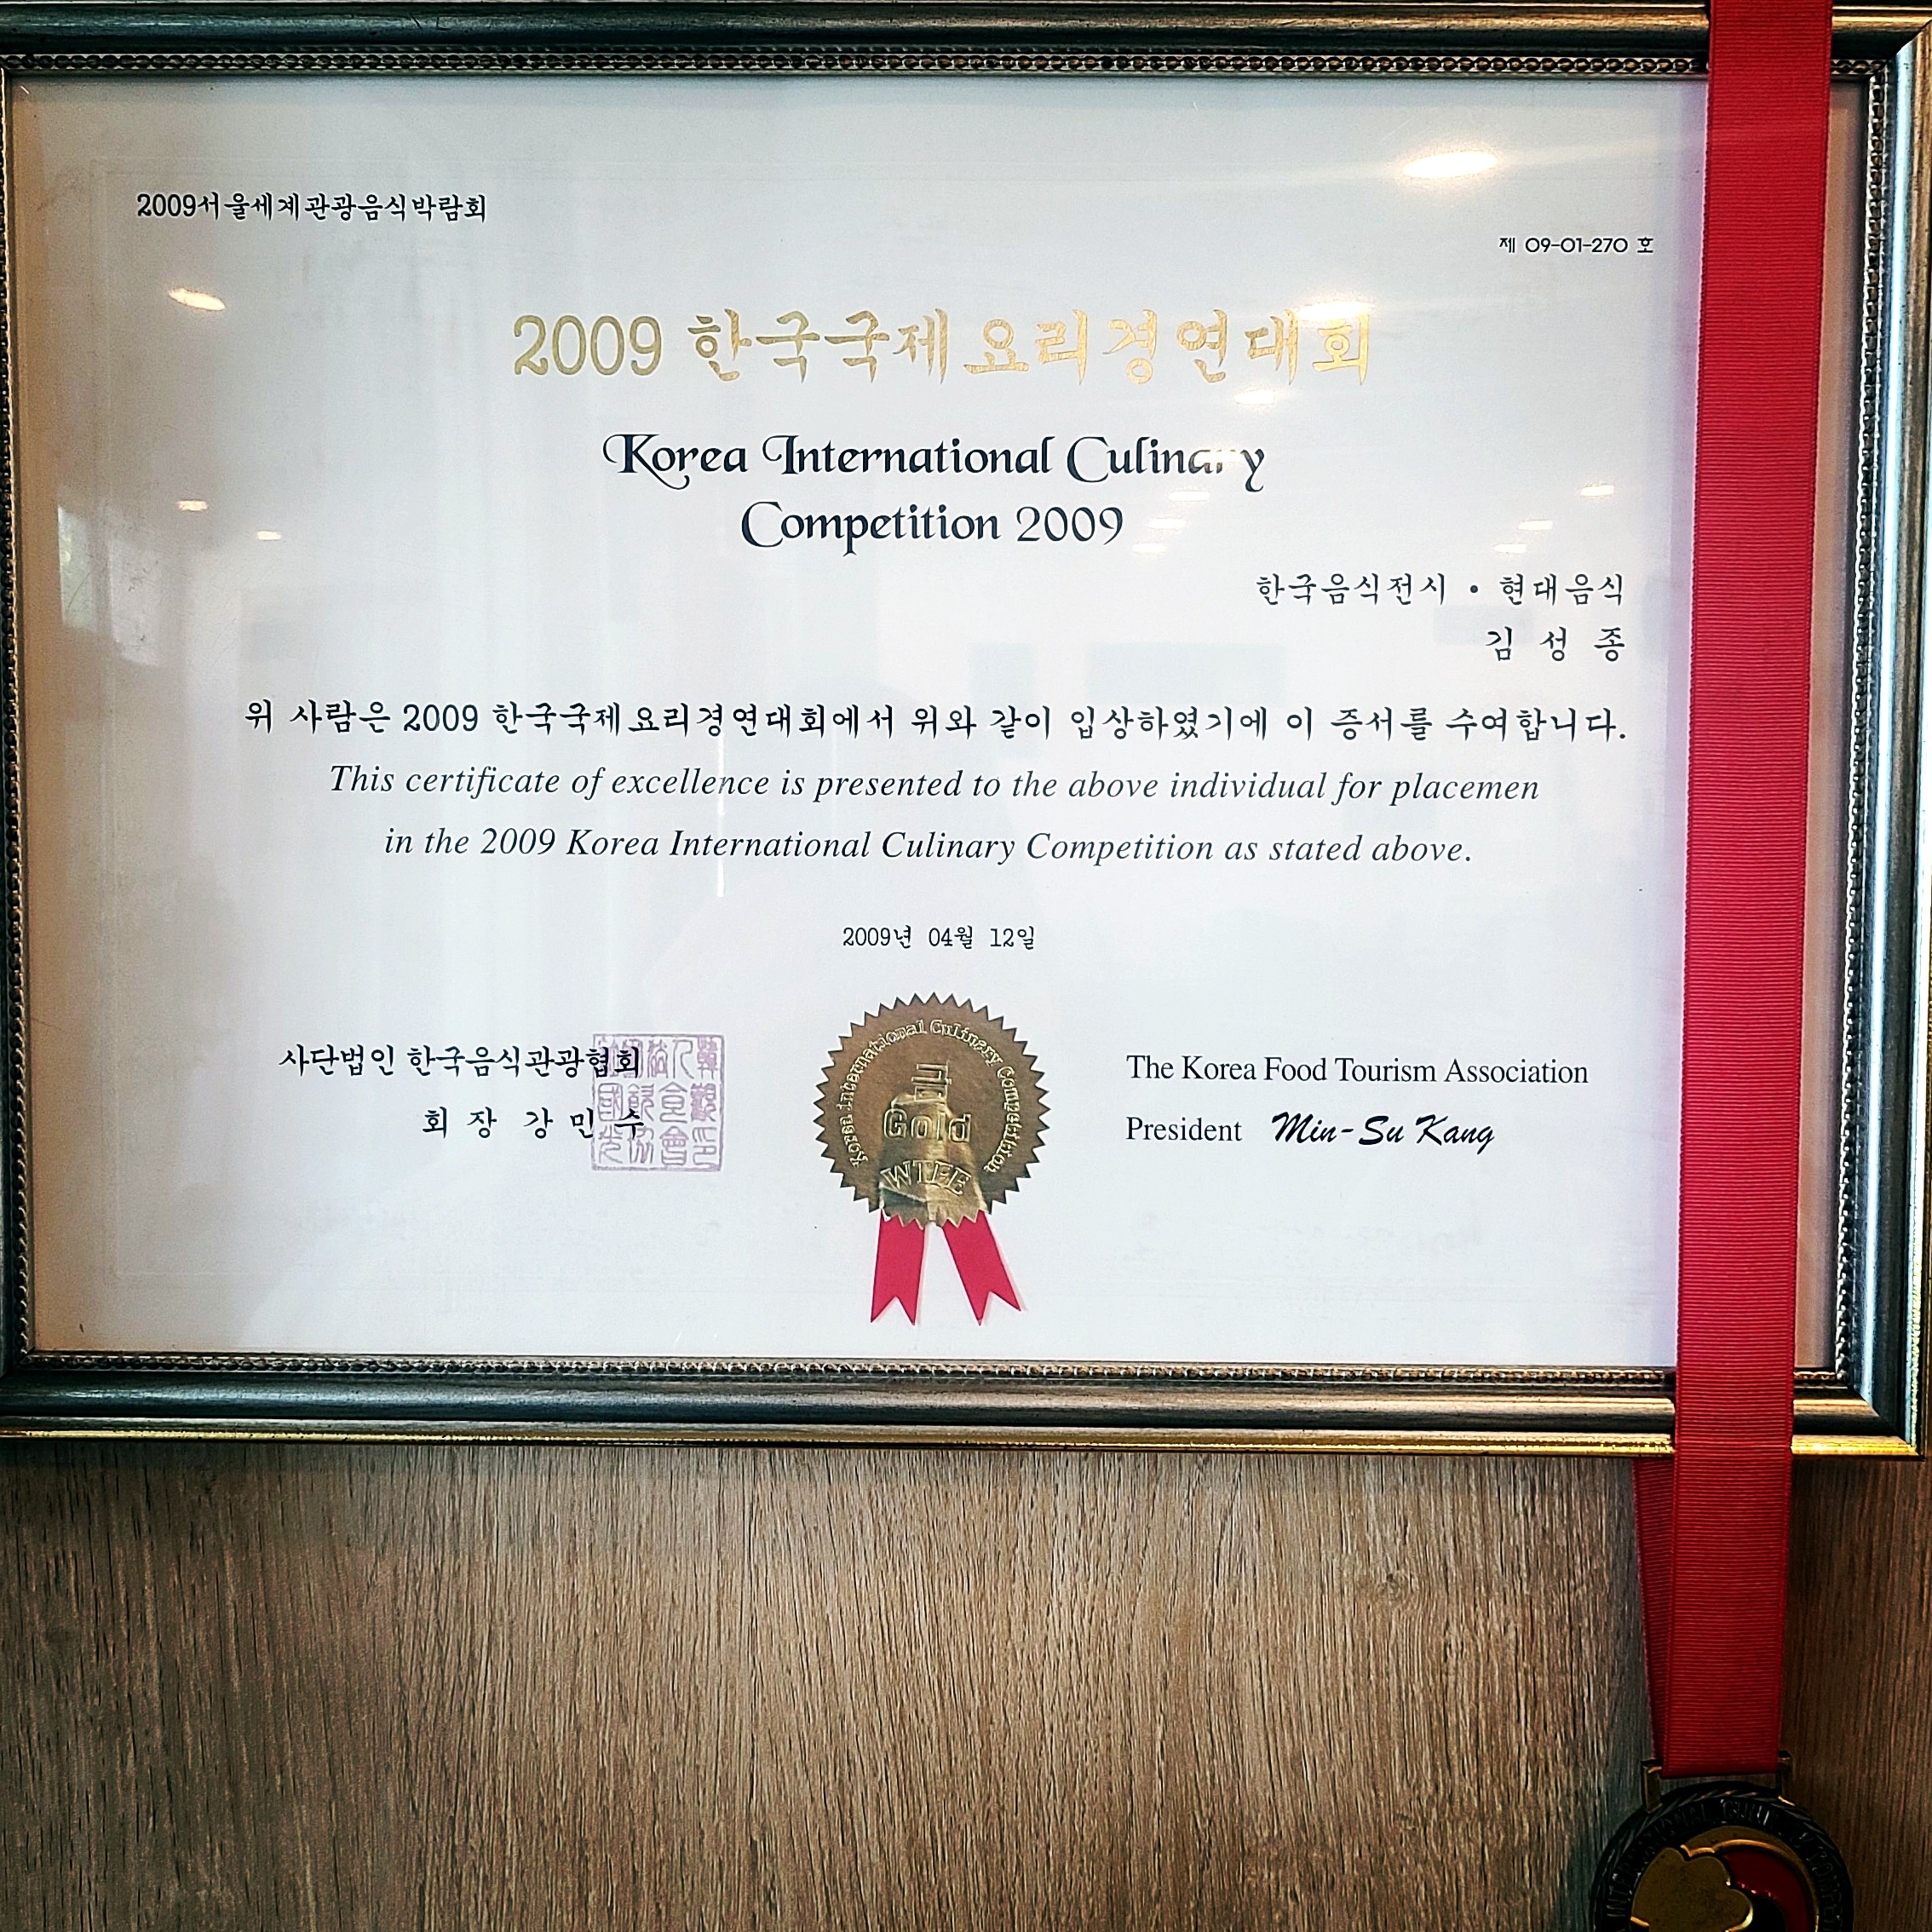 2009서울세계관광음식박람회
제 09-01-270 호
2009 한국국제요리경연대회
Korea International Culinary
Competition 2009
한국음식전시 • 현대음식
김 성 종
위 사람은 2009 한국국제요리경연대회에서 위와 같이 입상하였기에 이 증서를 수여합니다.
This certificate of excellence is presented to the above individual for placemen
in the 2009 Korea International Culinary Competition as stated above.
2009년 04월 12일
사단법인 한국음식관광협회
회 장 강 민 수
Korea International Culinary Competition
금
Gold
The Korea Food Tourism Association
President Min-Su Kang